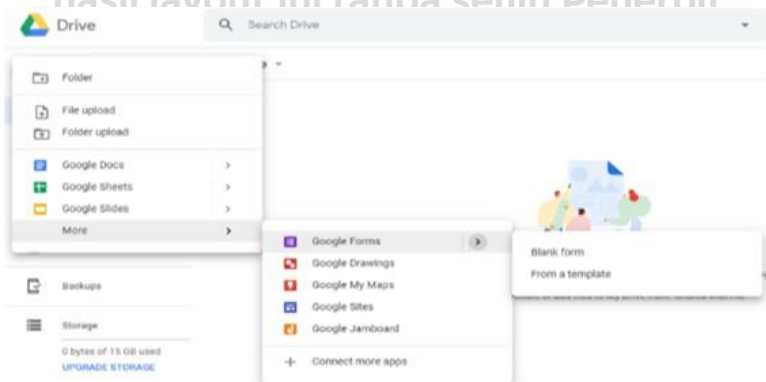 Drive
Search Drive
Folder
File upload
Folder upload
Google Docs
Google Sheets
Google Slides
More
Google Forms
Google Drawings
Google My Maps
Google Sites
Google Jamboard
Connect more apps
Blank form
From a template
Backups
Storage
0 bytes of 15 GB used
UPGRADE STORAGE